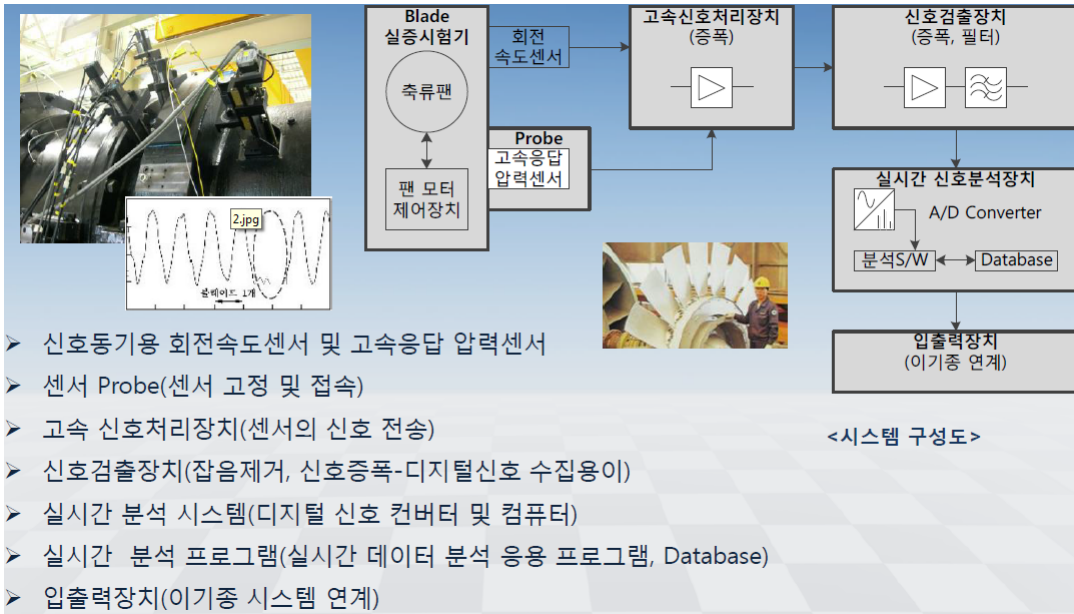 Blade
실증시험기
축류팬
팬 모터
제어장치
회전
속도센서
Probe
고속응답
압력센서
고속신호처리장치
(증폭)
신호검출장치
(증폭, 필터)
실시간 신호분석장치
A/D Converter
분석S/W
Database
입출력장치
(이기종 연계)
<시스템 구성도>
2.jpg
블레이드 1개
➢ 신호동기용 회전속도센서 및 고속응답 압력센서
➢ 센서 Probe(센서 고정 및 접속)
➢ 고속 신호처리장치(센서의 신호 전송)
➢ 신호검출장치(잡음제거, 신호증폭-디지털신호 수집용이)
➢ 실시간 분석 시스템(디지털 신호 컨버터 및 컴퓨터)
➢ 실시간 분석 프로그램(실시간 데이터 분석 응용 프로그램, Database)
➢ 입출력장치(이기종 시스템 연계)